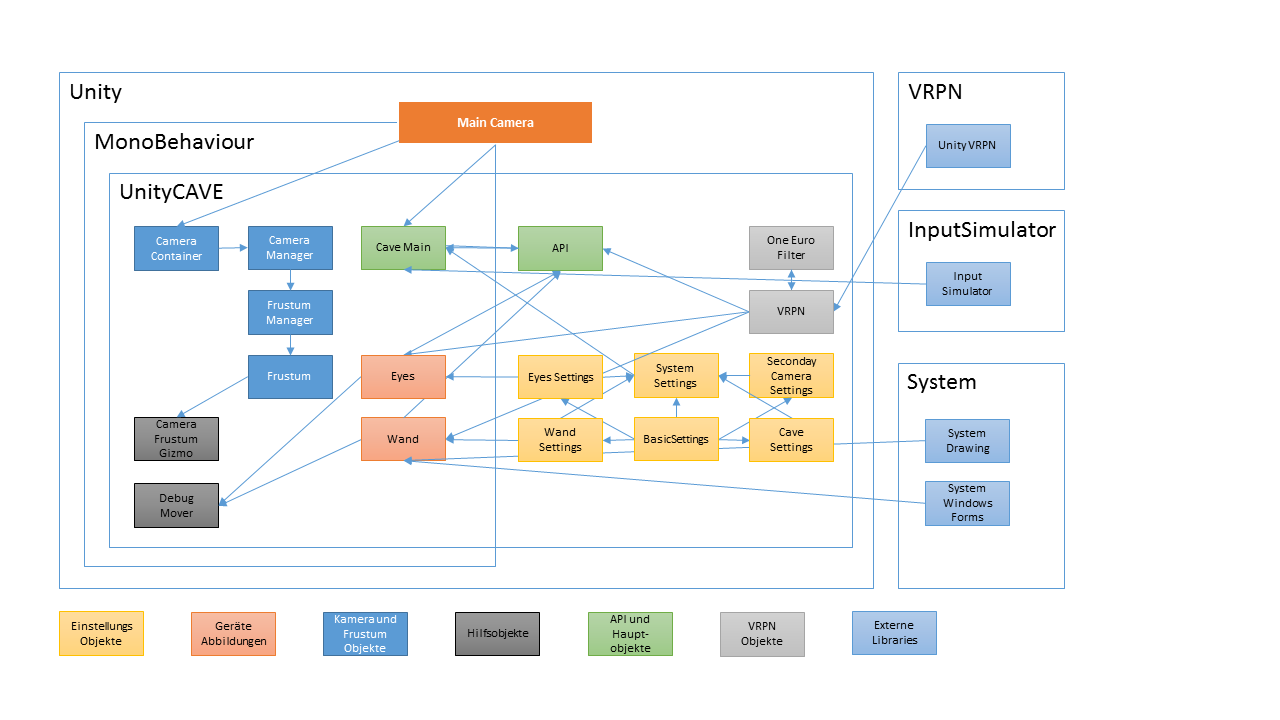 Unity
VRPN
Main Camera
MonoBehaviour
Unity VRPN
UnityCAVE
InputSimulator
Camera
Container
Camera
Manager
Cave Main
API
One Euro
Filter
Input
Simulator
Frustum
Manager
VRPN
Frustum
Eyes
Eyes Settings
System
Settings
Seconday
Camera
Settings
System
Camera
Frustum
Gizmo
Wand
Wand
Settings
BasicSettings
Cave
Settings
System
Drawing
Debug
Mover
System
Windows
Forms
Einstellungs
Objekte
Geräte
Abbildungen
Kamera und
Frustum
Objekte
Hilfsobjekte
API und
Haupt-
objekte
VRPN
Objekte
Externe
Libraries